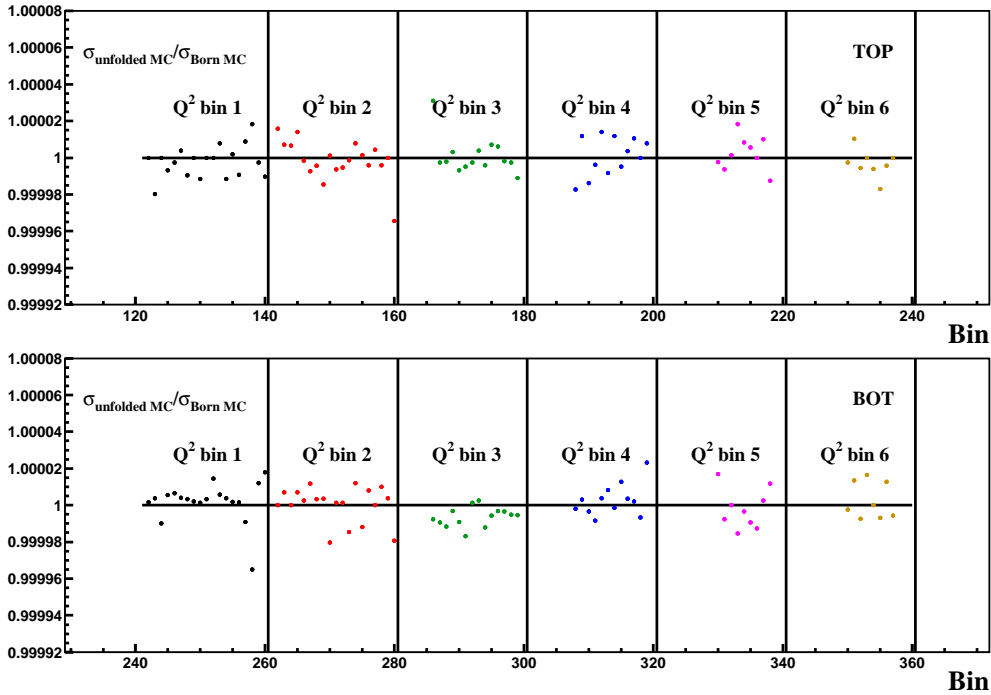 1.00008
1.00006
σunfolded MC/σBorn MC TOP
1.00004
Q² bin 1 Q² bin 2 Q² bin 3 Q² bin 4 Q² bin 5 Q² bin 6
1.00002
1
0.99998
0.99996
0.99994
0.99992
120 140 160 180 200 220 240
Bin
1.00008
1.00006
σunfolded MC/σBorn MC BOT
1.00004
Q² bin 1 Q² bin 2 Q² bin 3 Q² bin 4 Q² bin 5 Q² bin 6
1.00002
1
0.99998
0.99996
0.99994
0.99992
240 260 280 300 320 340 360
Bin